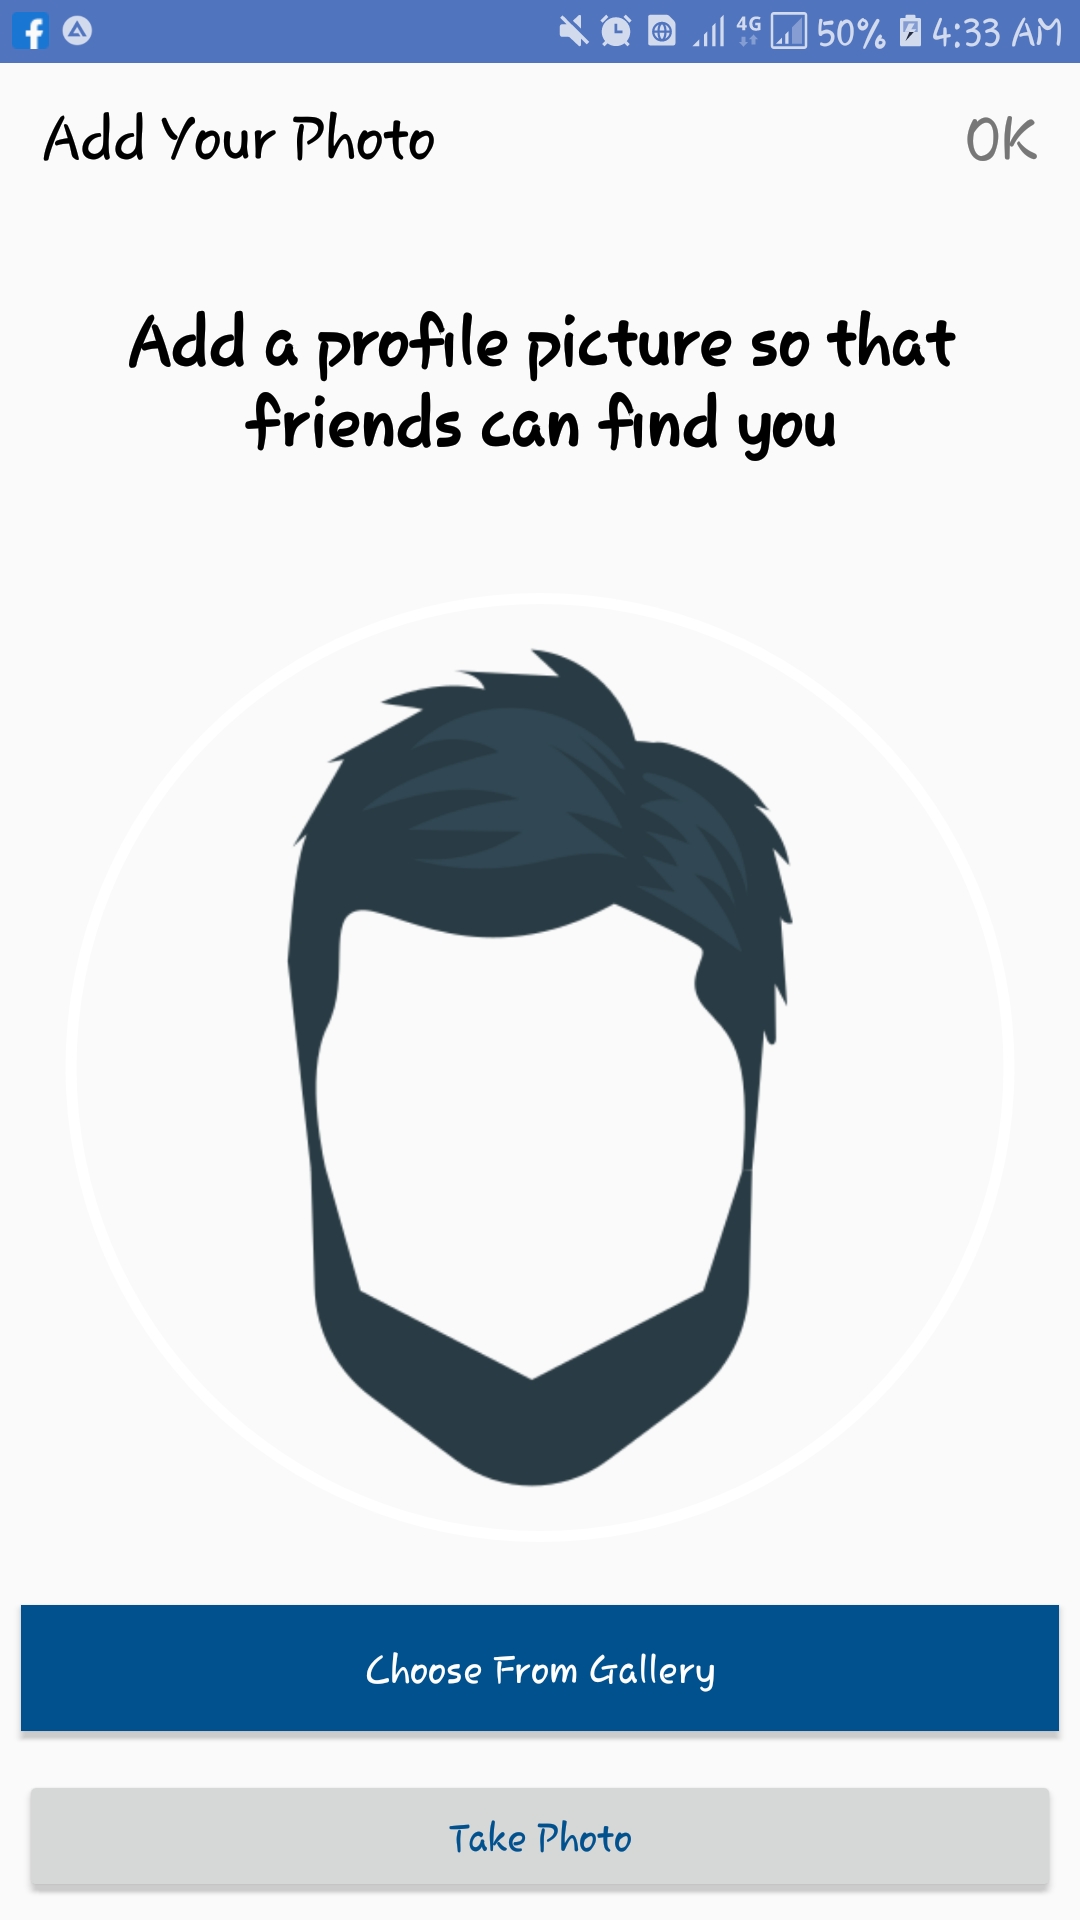 4G 50% 4:33 AM
Add Your Photo OK
Add a profile picture so that
friends can find you
Choose From Gallery
Take Photo